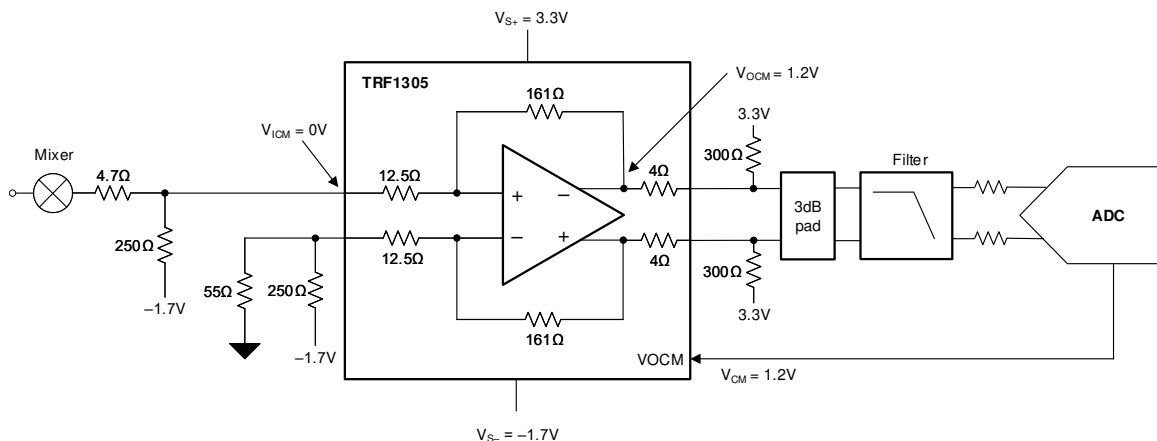 V_S+ = 3.3V
TRF1305
V_OCM = 1.2V
161Ω
V_ICM = 0V
3.3V
Mixer
4.7Ω
300Ω
Filter
12.5Ω
4Ω
+
−
3dB
pad
ADC
250Ω
−
+
12.5Ω
4Ω
55Ω
250Ω
300Ω
−1.7V
161Ω
3.3V
−1.7V
VOCM
V_CM = 1.2V
V_S− = −1.7V